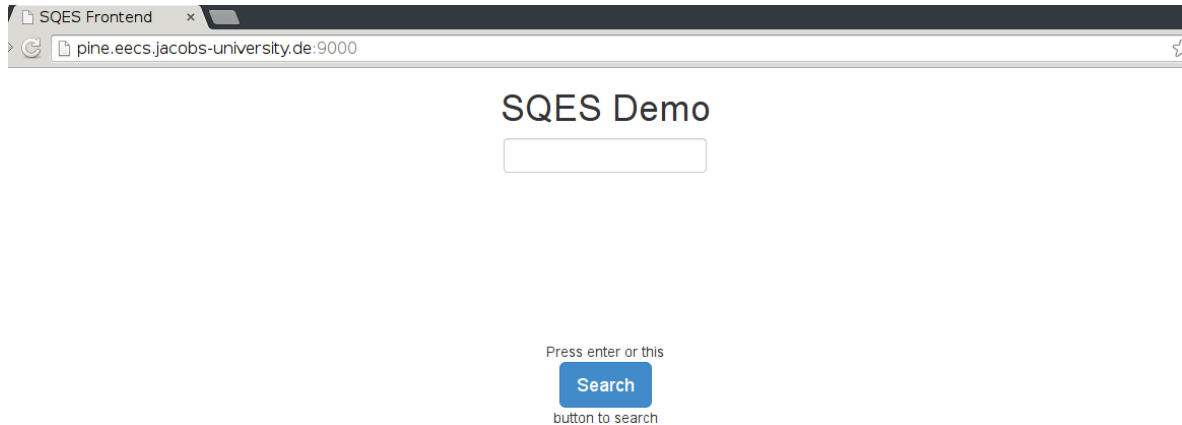 SQES Frontend
pine.eecs.jacobs-university.de:9000
SQES Demo
Press enter or this
Search
button to search